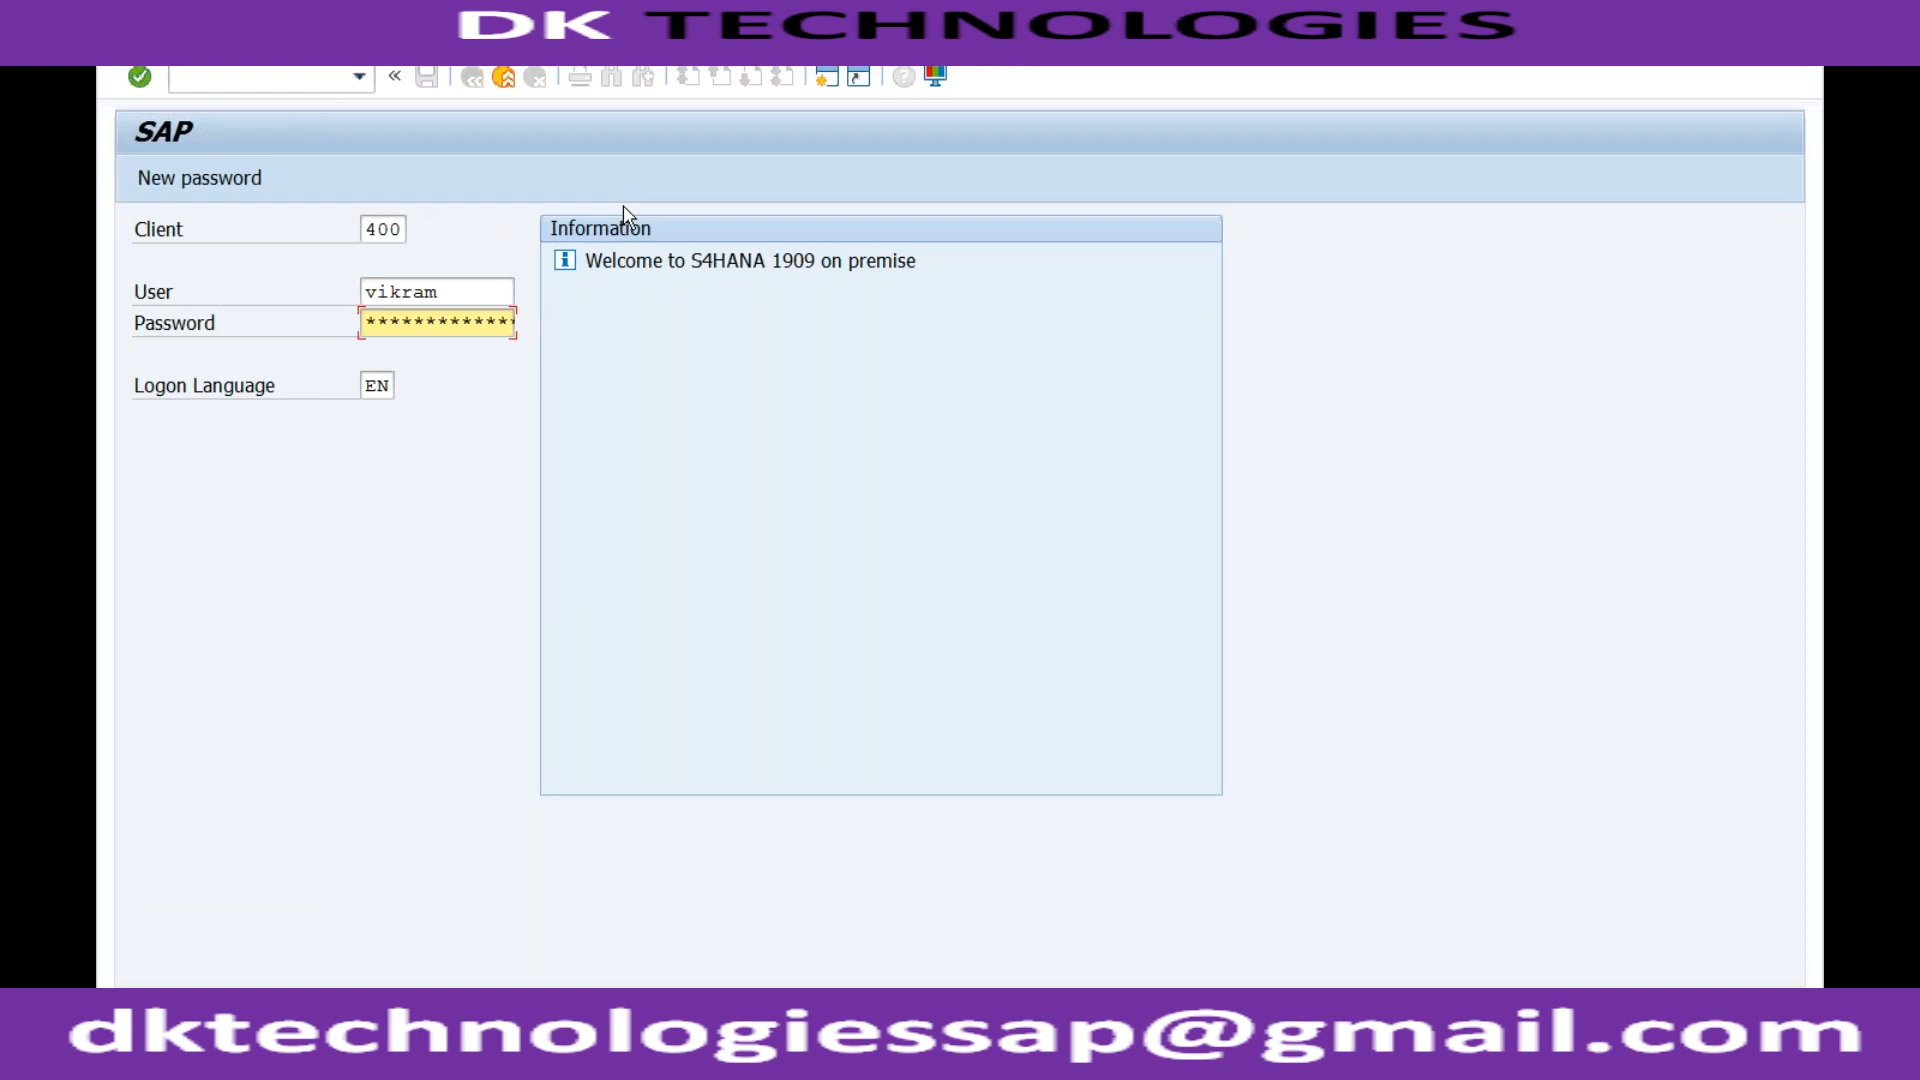 DK TECHNOLOGIES
SAP
New password
Client 400
Information
Welcome to S4HANA 1909 on premise
User vikram
Password *************
Logon Language EN
dktechnologiessap@gmail.com